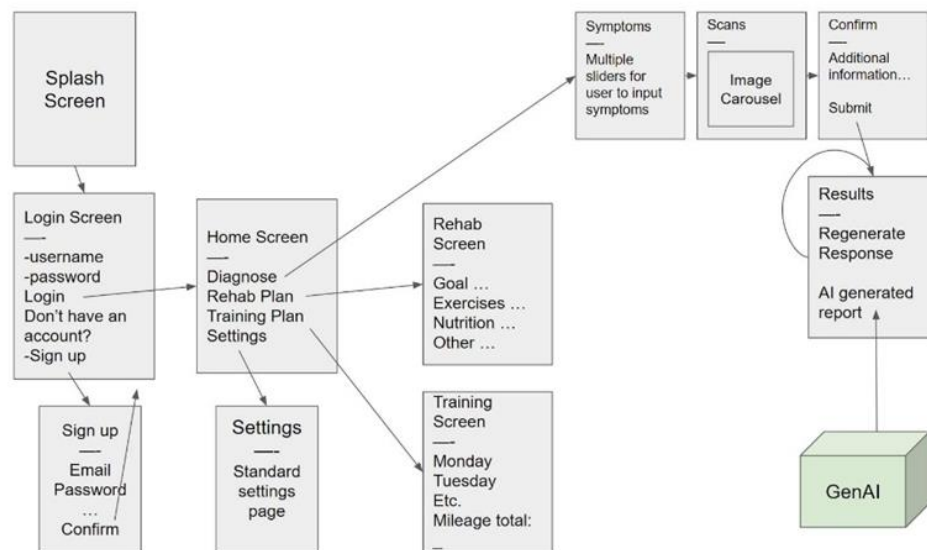 Splash
Screen
Login Screen
—-
-username
-password
Login
Don't have an
account?
-Sign up
Sign up
—-
Email
Password
…
Confirm
Home Screen
—-
Diagnose
Rehab Plan
Training Plan
Settings
Settings
—-
Standard
settings
page
Rehab
Screen
—-
Goal …
Exercises …
Nutrition …
Other …
Training
Screen
—-
Monday
Tuesday
Etc.
Mileage total:
_
Symptoms
—-
Multiple
sliders for
user to input
symptoms
Scans
—
Image
Carousel
Confirm
—-
Additional
information…
Submit
Results
—-
Regenerate
Response
AI generated
report
GenAI